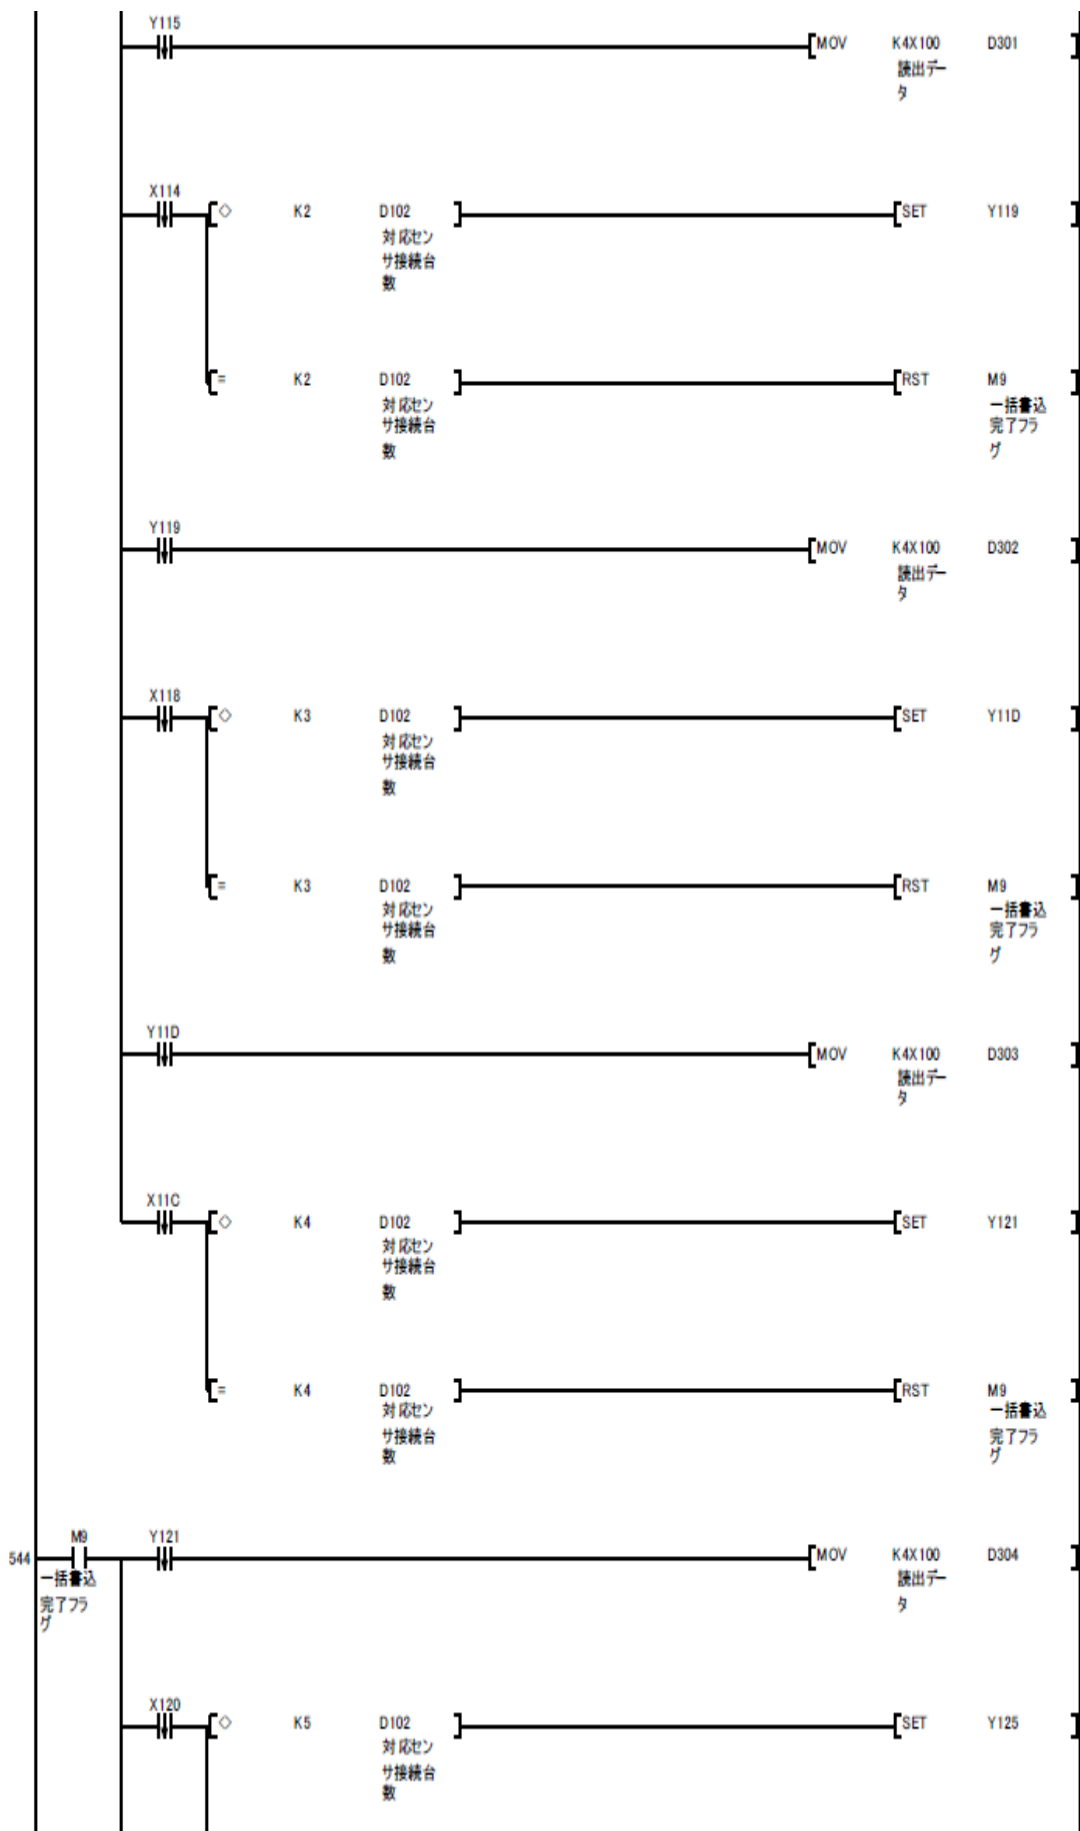 Y115
MOV K4X100 D301
読出デー
タ
X114
<> K2 D102 SET Y119
対応セン
サ接続台
数
= K2 D102 RST M9
対応セン 一括書込
サ接続台 完了フラ
数 グ
Y119
MOV K4X100 D302
読出デー
タ
X118
<> K3 D102 SET Y11D
対応セン
サ接続台
数
= K3 D102 RST M9
対応セン 一括書込
サ接続台 完了フラ
数 グ
Y11D
MOV K4X100 D303
読出デー
タ
X11C
<> K4 D102 SET Y121
対応セン
サ接続台
数
= K4 D102 RST M9
対応セン 一括書込
サ接続台 完了フラ
数 グ
M9 Y121
544 MOV K4X100 D304
一括書込 読出デー
完了フラ タ
グ
X120
<> K5 D102 SET Y125
対応セン
サ接続台
数